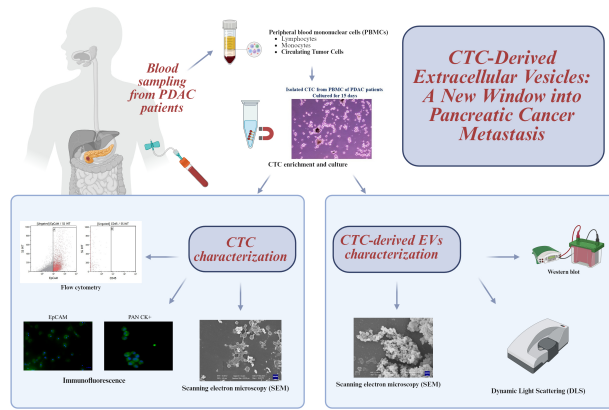 Peripheral blood mononuclear cells (PBMCs)
• Lymphocytes
• Monocytes
• Circulating Tumor Cells
Blood
sampling
from PDAC
patients
CTC-Derived
Extracellular Vesicles:
A New Window into
Pancreatic Cancer
Metastasis
Isolated CTC from PBMC of PDAC patients
Cultured for 15 days
CTC enrichment and culture
CTC
characterization
Flow cytometry
EpCAM
PAN CK+
Immunofluorescence
Scanning electron microscopy (SEM)
CTC-derived EVs
characterization
Western blot
Scanning electron microscopy (SEM)
Dynamic Light Scattering (DLS)